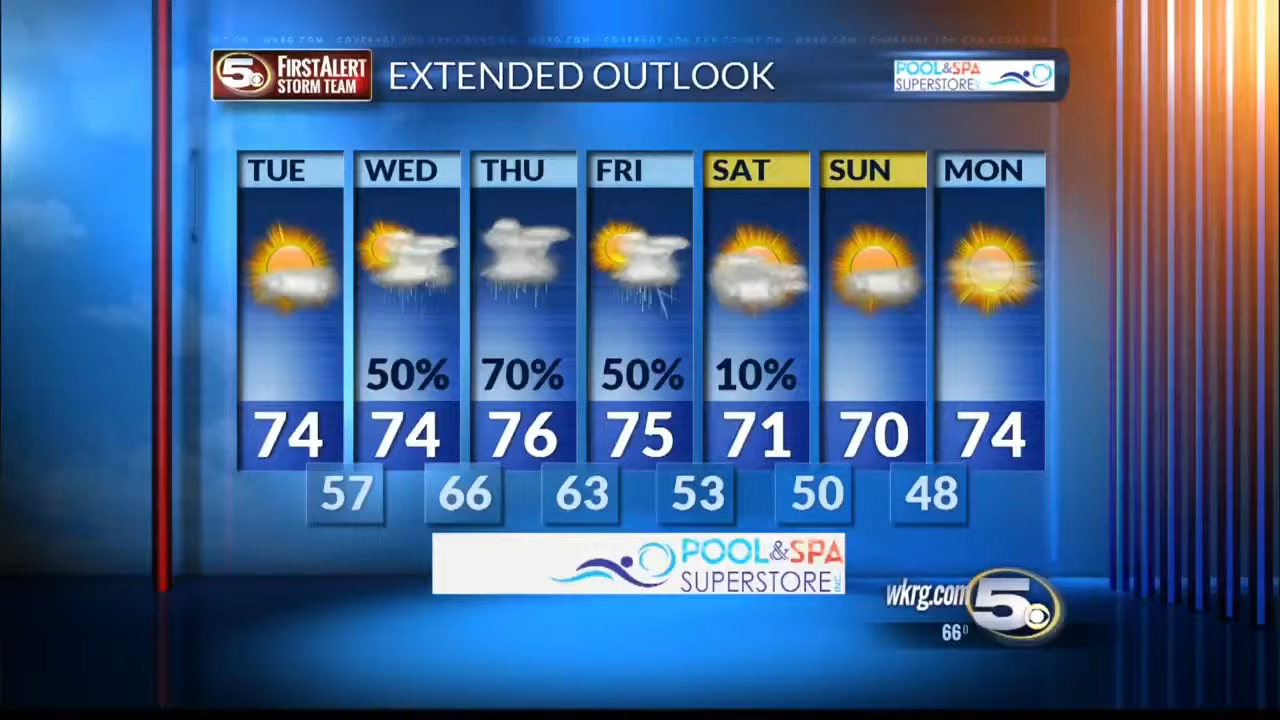 5 FIRSTALERT
STORM TEAM
EXTENDED OUTLOOK
POOL&SPA
SUPERSTORE
TUE WED THU FRI SAT SUN MON
50% 70% 50% 10%
74 74 76 75 71 70 74
57 66 63 53 50 48
POOL&SPA
SUPERSTORE INC.
wkrg.com 5
66°